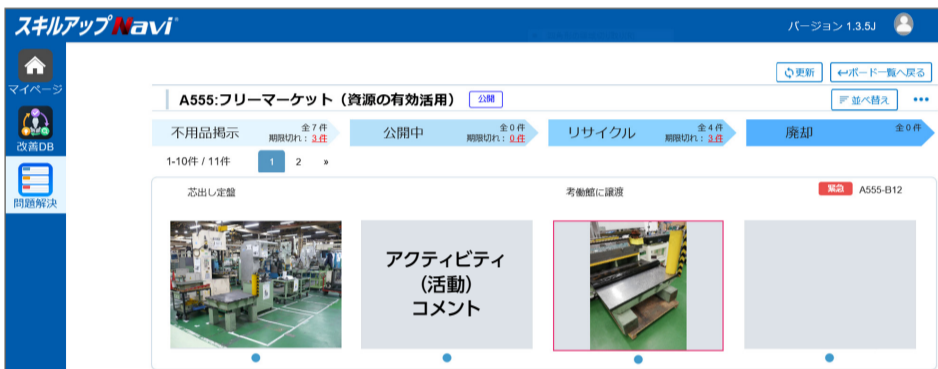 スキルアップNavi
バージョン 1.3.5J
マイページ
改善DB
問題解決
更新
←ボード一覧へ戻る
A555:フリーマーケット（資源の有効活用） 公開
並べ替え
不用品掲示 全7件 期限切れ：3件
公開中 全0件 期限切れ：0件
リサイクル 全4件 期限切れ：3件
廃却 全0件
1-10件 / 11件 1 2 »
芯出し定盤
考働館に譲渡
緊急 A555-B12
アクティビティ
(活動)
コメント